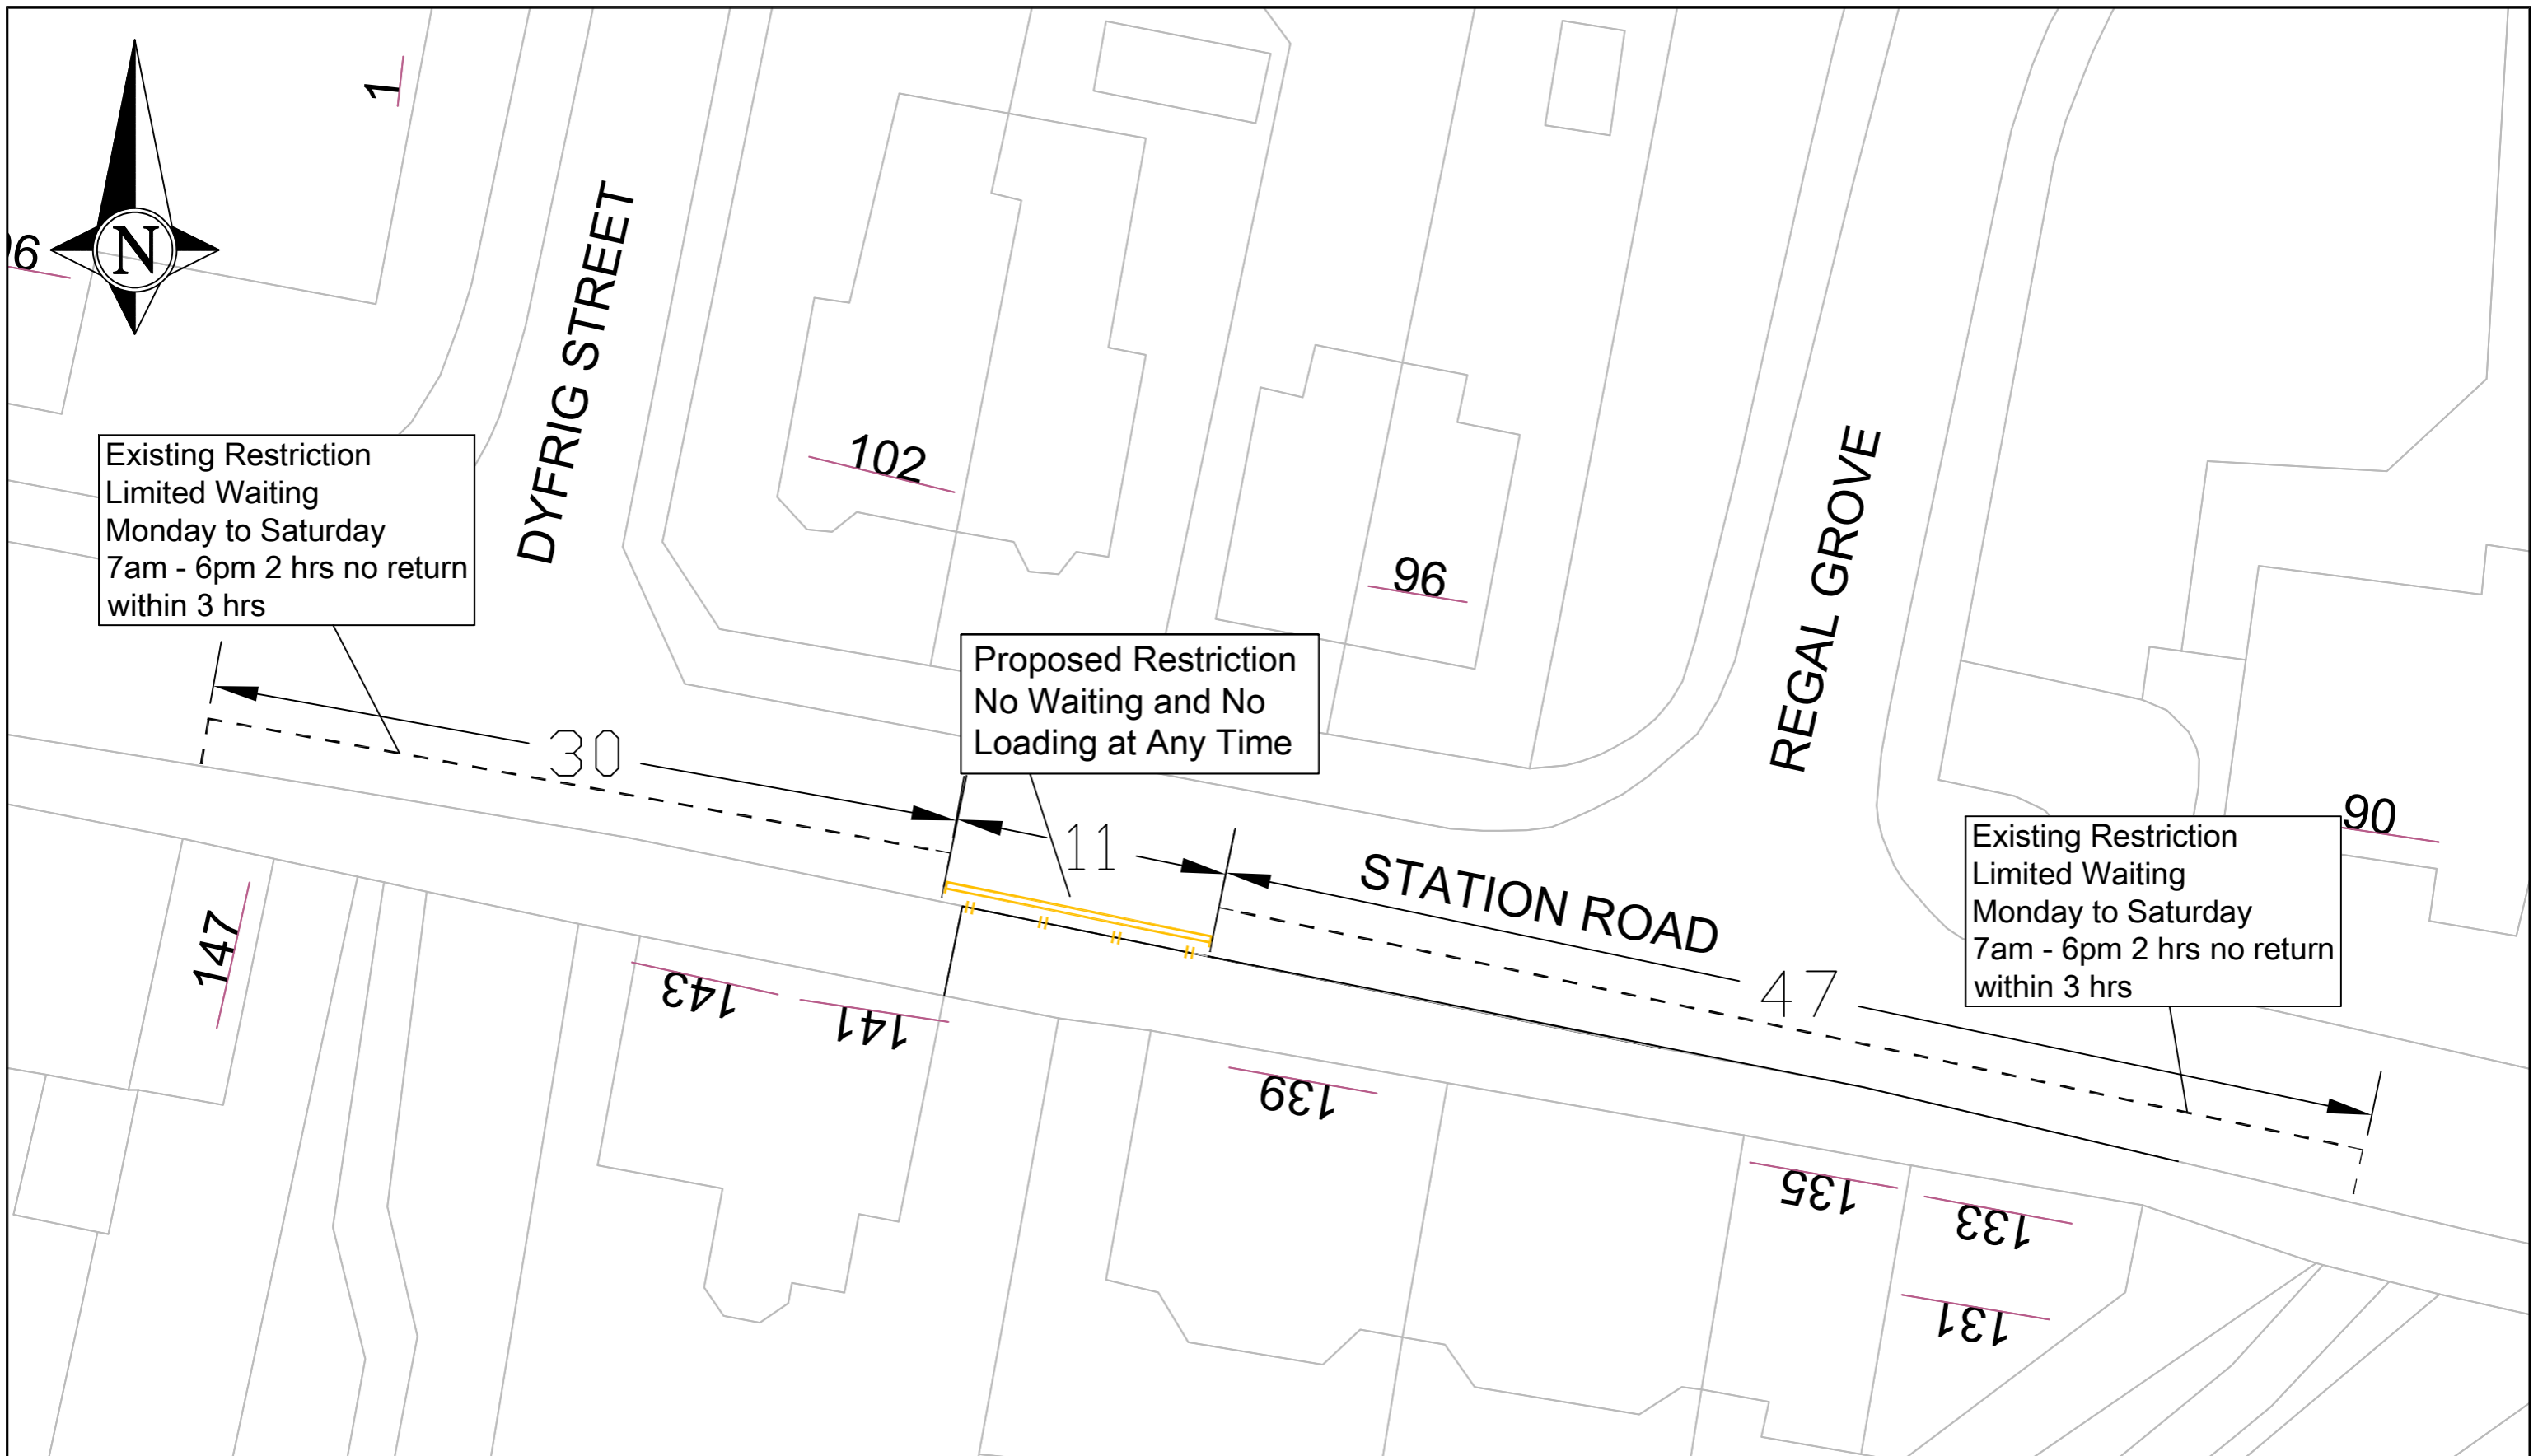 1
N
DYFRIG STREET
102
Existing Restriction
Limited Waiting
Monday to Saturday
7am - 6pm 2 hrs no return
within 3 hrs
96
REGAL GROVE
Proposed Restriction
No Waiting and No
Loading at Any Time
30
11
STATION ROAD
90
Existing Restriction
Limited Waiting
Monday to Saturday
7am - 6pm 2 hrs no return
within 3 hrs
47
147
143
141
139
135
133
131